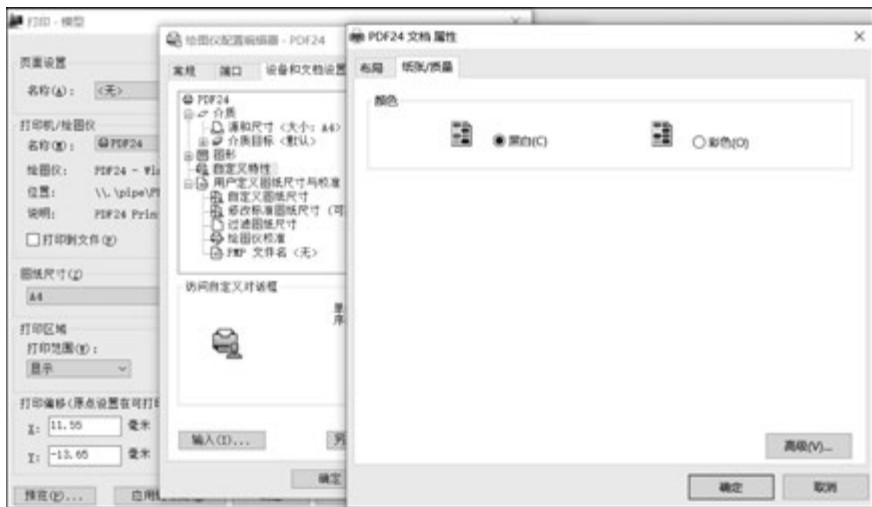 打印 - 模型
页面设置
名称(A):
<无>
打印机/绘图仪
名称(M):
PDF24
绘图仪:
PDF24 - Wi
位置:
\\.\pipe\P
说明:
PDF24 Prin
打印到文件(F)
图纸尺寸(Z)
A4
打印区域
打印范围(W):
显示
打印偏移(原点设置在可打印
X:
11.55
毫米
Y:
-13.65
毫米
预览(P)...
应用
绘图仪配置编辑器 - PDF24
常规
端口
设备和文档设置
PDF24
介质
源和尺寸 <大小: A4>
介质目标 <默认>
图形
自定义特性
用户定义图纸尺寸与校准
自定义图纸尺寸
修改标准图纸尺寸 (可
过滤图纸尺寸
绘图仪校准
PMP 文件名 <无>
访问自定义对话框
单
序
输入(I)...
另
确定
PDF24 文档 属性
布局
纸张/质量
颜色
黑白(C)
彩色(O)
高级(V)...
确定
取消